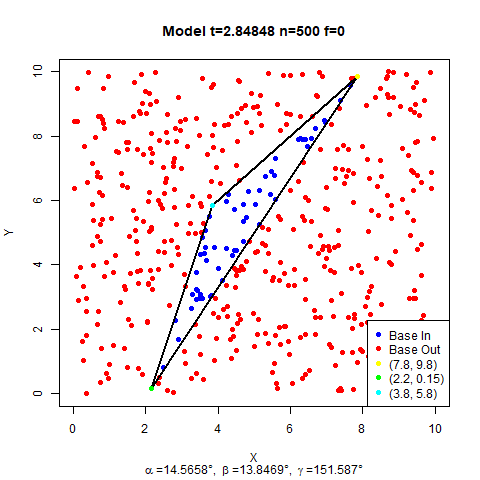 Model t=2.84848 n=500 f=0
10
8
6
4
2
0
Y
0 2 4 6 8 10
X
α=14.5658°, β=13.8469°, γ=151.587°
Base In
Base Out
(7.8, 9.8)
(2.2, 0.15)
(3.8, 5.8)